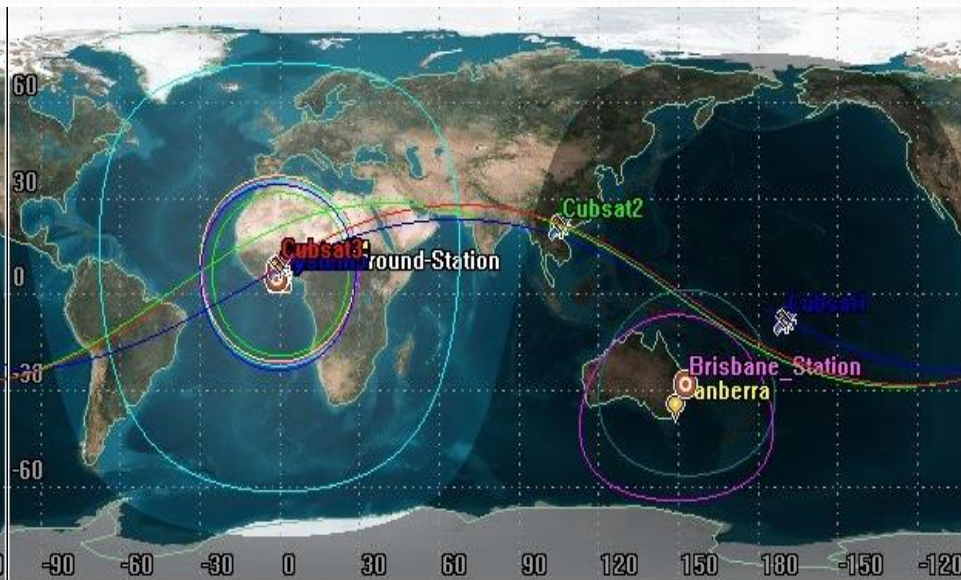 60
30
Cubsat2
Cubsat3
round-Station
0
Cubsat1
Brisbane_Station
anberra
-30
-60
-90 -60 -30 0 30 60 90 120 150 180 -150 -120